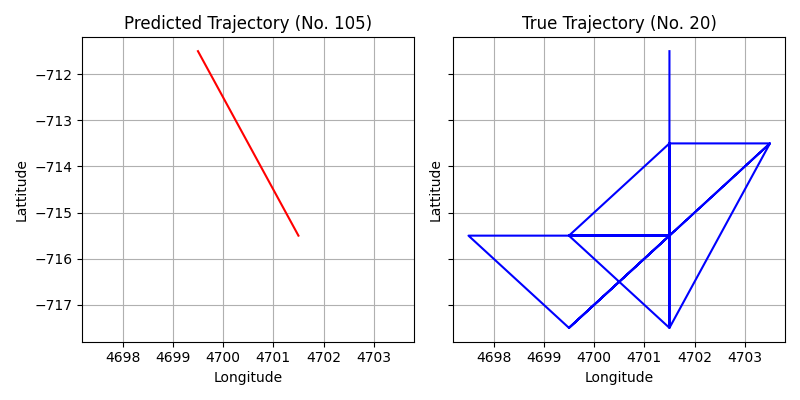 Predicted Trajectory (No. 105)
True Trajectory (No. 20)
−712
−713
−714
−715
−716
−717
Lattitude
Lattitude
4698 4699 4700 4701 4702 4703
4698 4699 4700 4701 4702 4703
Longitude
Longitude